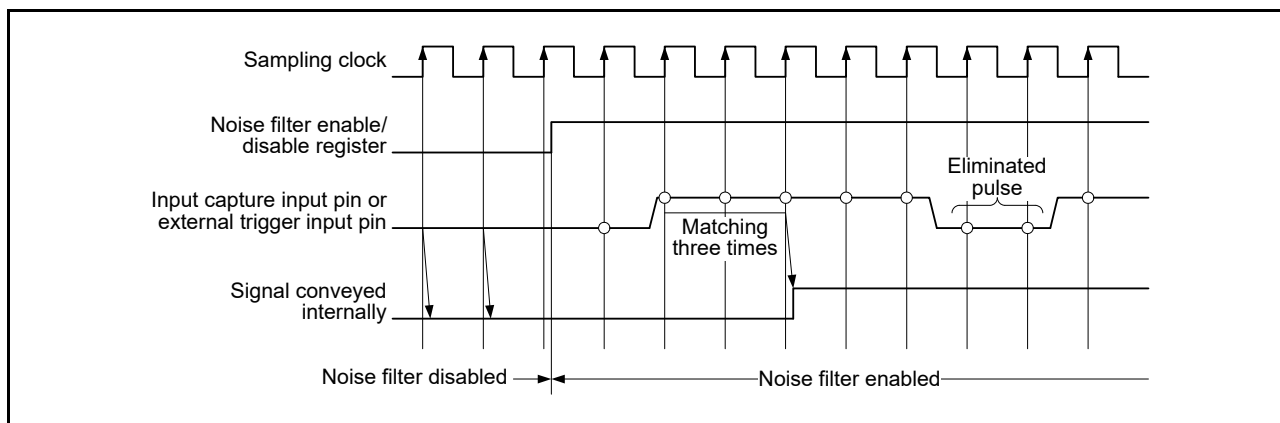 Sampling clock
Noise filter enable/
disable register
Eliminated
pulse
Input capture input pin or
external trigger input pin
Matching
three times
Signal conveyed
internally
Noise filter disabled
Noise filter enabled